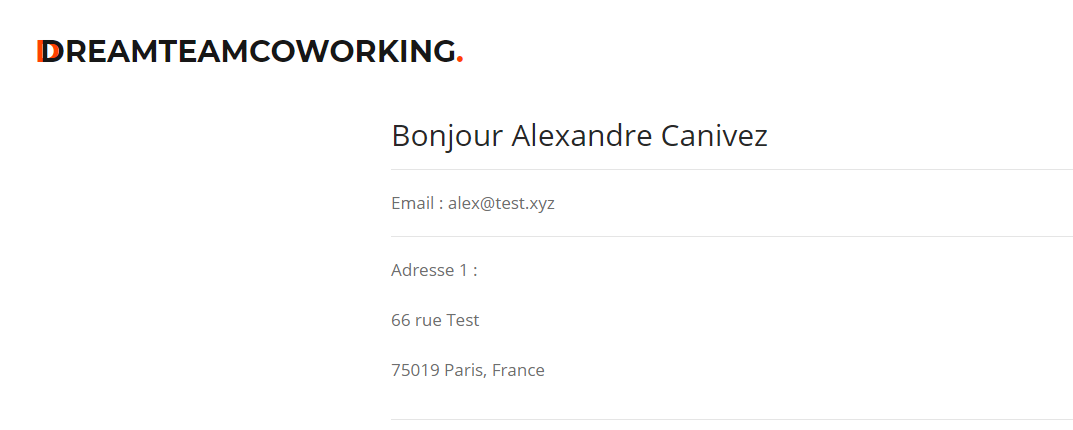 DREAMTEAMCOWORKING.
Bonjour Alexandre Canivez
Email : alex@test.xyz
Adresse 1 :
66 rue Test
75019 Paris, France